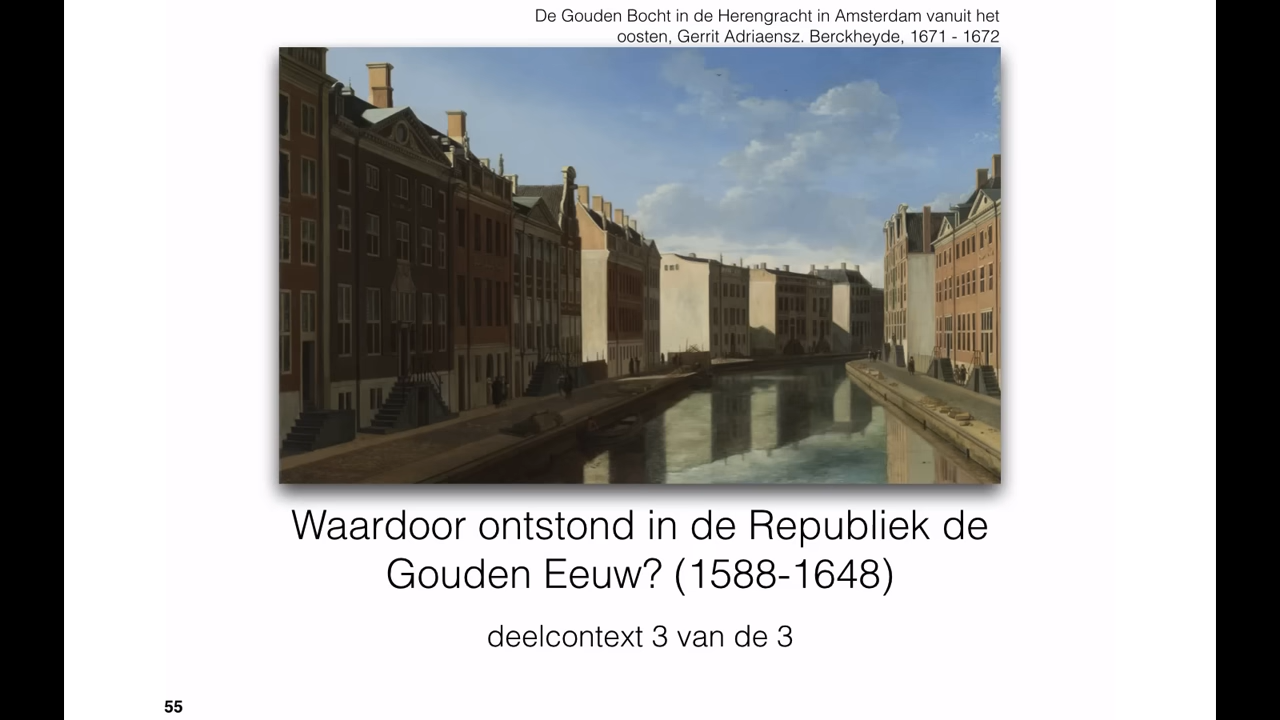 De Gouden Bocht in de Herengracht in Amsterdam vanuit het
oosten, Gerrit Adriaensz. Berckheyde, 1671 - 1672
Waardoor ontstond in de Republiek de
Gouden Eeuw? (1588-1648)
deelcontext 3 van de 3
55